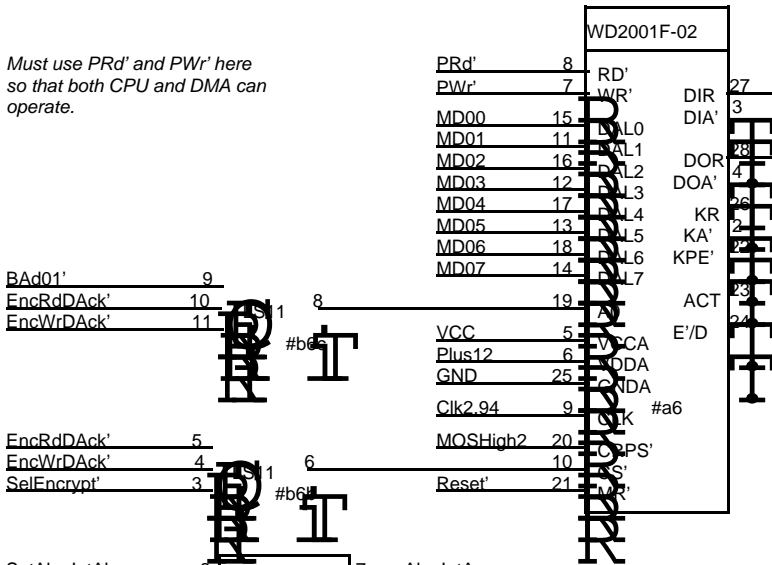 WD2001F-02
Must use PRd' and PWr' here
so that both CPU and DMA can
operate.
PRd' 8 RD'
PWr' 7 WR' DIR 27
DIA' 3
MD00 15 DAL0
MD01 11 DAL1
MD02 16 DAL2 DOR 28
MD03 12 DAL3 DOA' 4
MD04 17 DAL4 KR 26
MD05 13 DAL5 KA' 2
MD06 18 DAL6 KPE' 22
MD07 14 DAL7
BAd01' 9
EncRdDAck' 10 8 19 ACT 23
EncWrDAck' 11 S11
#b6c
VCC 5 VCCA E'/D 24
Plus12 6 VDDA
GND 25 GNDA
Clk2.94 9 CLK #a6
EncRdDAck' 5 MOSHigh2 20 CRPS'
EncWrDAck' 4 S11 6 10 CS'
SelEncrypt' 3 #b6b Reset' 21 MR'